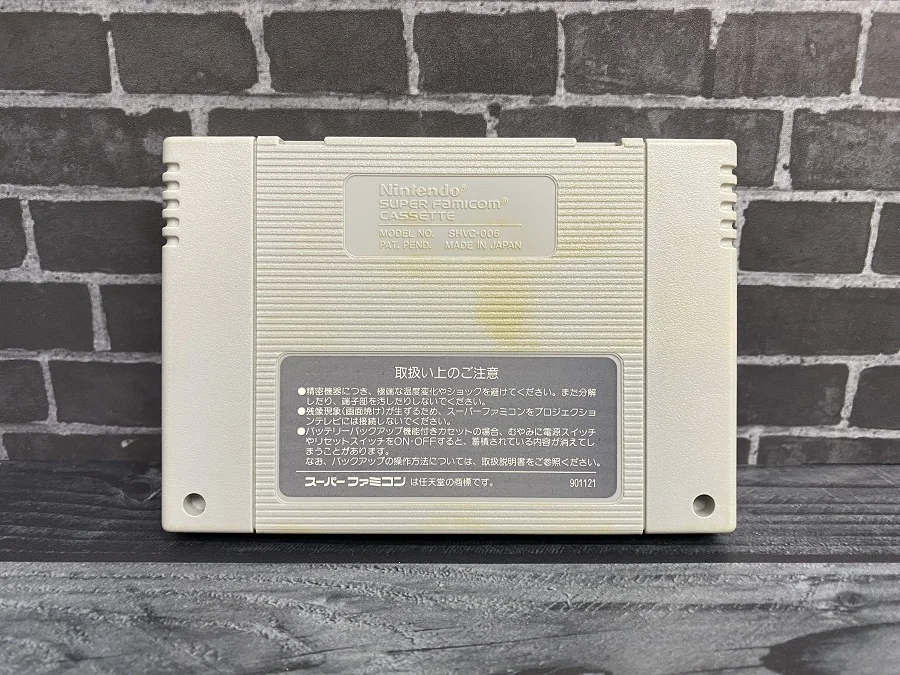 Nintendo®
SUPER FAMICOM®
CASSETTE
MODEL NO. SHVC-006
PAT. PEND. MADE IN JAPAN
取扱い上のご注意
●精密機器につき、極端な温度変化やショックを避けてください。また分解
したり、端子部を汚したりしないでください。
●残像現象(画面焼け)が生ずるため、スーパーファミコンをプロジェクショ
ンテレビには接続しないでください。
●バッテリーバックアップ機能付きカセットの場合、むやみに電源スイッチ
やリセットスイッチをON・OFFすると、蓄積されている内容が消えてし
まうことがあります。
なお、バックアップの操作方法については、取扱説明書をご参照ください。
スーパーファミコン は任天堂の商標です。 901121